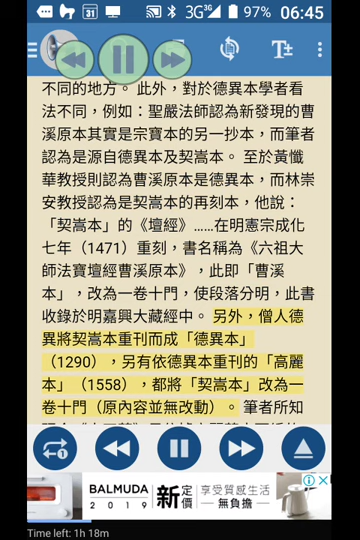 31
3G
97%
06:45
T±
不同的地方。 此外，對於德異本學者看
法不同，例如：聖嚴法師認為新發現的曹
溪原本其實是宗寶本的另一抄本，而筆者
認為是源自德異本及契嵩本。 至於黃懺
華教授則認為曹溪原本是德異本，而林崇
安教授認為是契嵩本的再刻本，他說：
「契嵩本」的《壇經》……在明憲宗成化
七年（1471）重刻，書名稱為《六祖大
師法寶壇經曹溪原本》，此即「曹溪
本」，改為一卷十門，使段落分明，此書
收錄於明嘉興大藏經中。 另外，僧人德
異將契嵩本重刊而成「德異本」
（1290），另有依德異本重刊的「高麗
本」（1558），都將「契嵩本」改為一
卷十門（原內容並無改動）。 筆者所知
1
BALMUDA
2019
新定價
享受質感生活
無負擔
Time left: 1h 18m